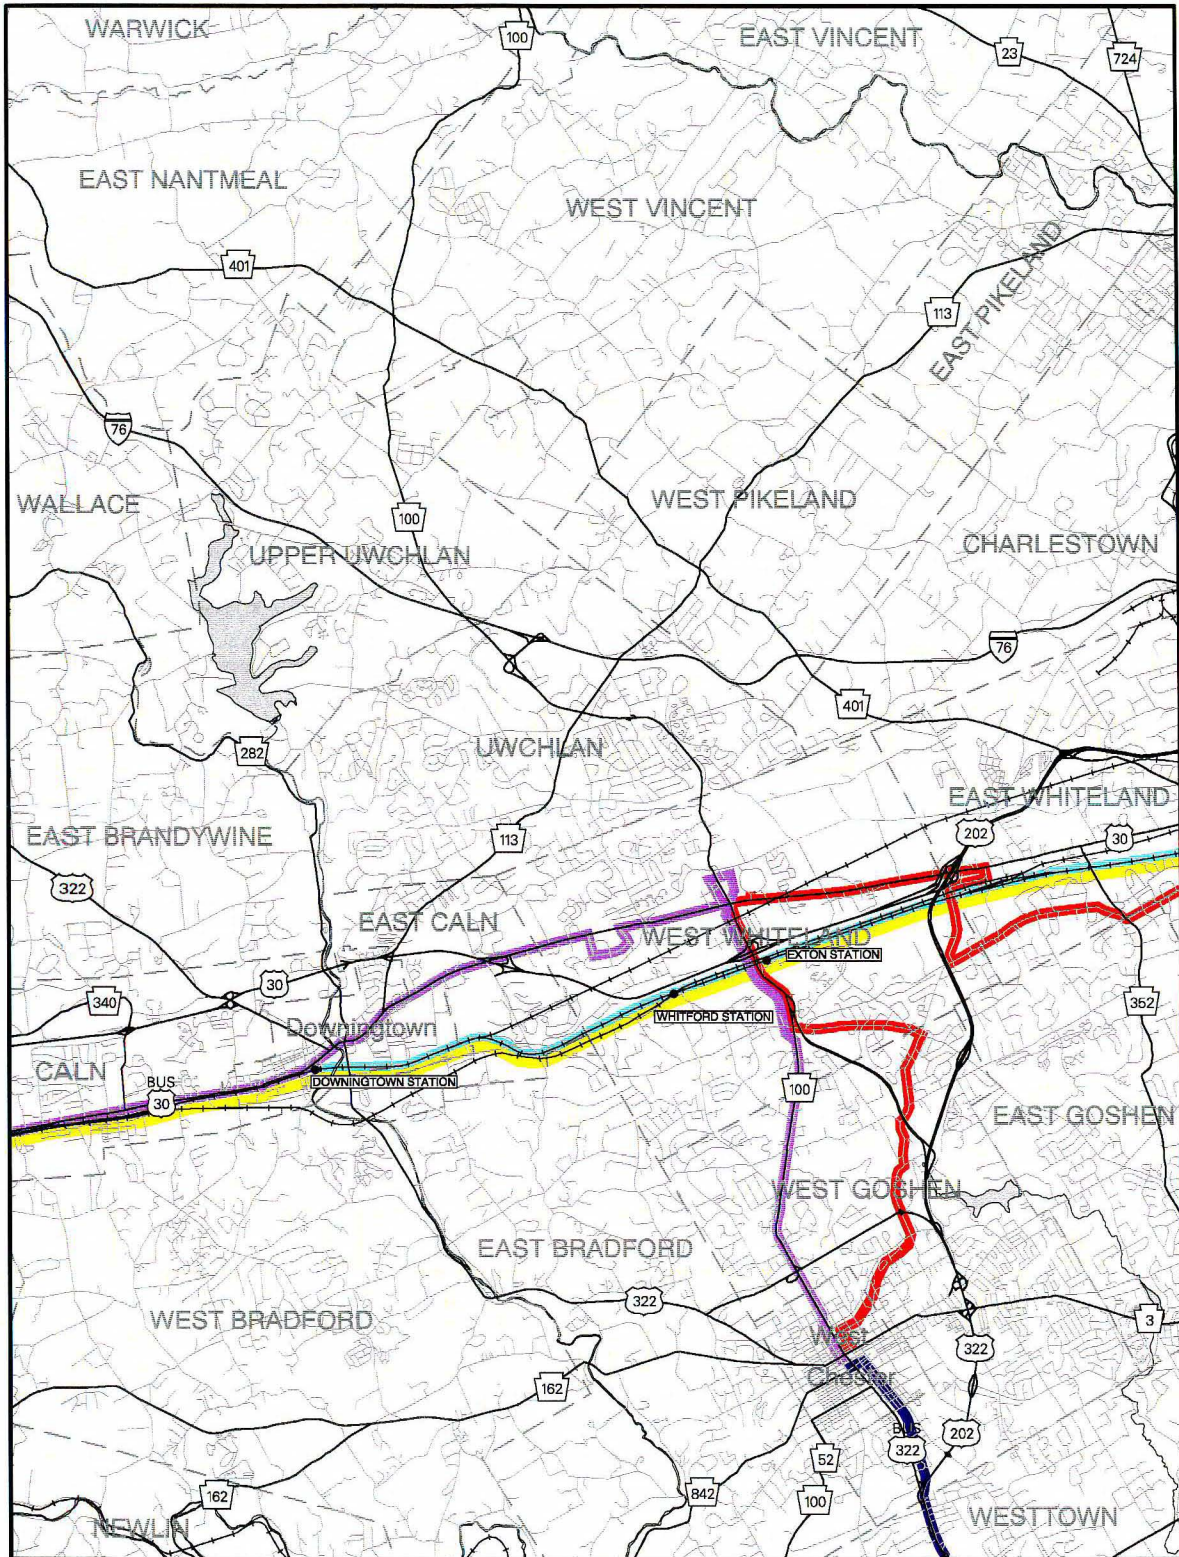 WARWICK
100
EAST VINCENT
23
724
EAST NANTMEAL
WEST VINCENT
401
EAST PIKELAND
113
76
WALLACE
WEST PIKELAND
100
UPPER UWCHLAN
CHARLESTOWN
76
401
282
UWCHLAN
EAST WHITELAND
202
30
EAST BRANDYWINE
113
322
EAST CALN
WEST WHITELAND
EXTON STATION
30
340
WHITFORD STATION
352
Downingtown
CALN
DOWNINGTOWN STATION
BUS
30
100
EAST GOSHEN
WEST GOSHEN
EAST BRADFORD
322
WEST BRADFORD
3
West
Chester
322
162
BUS
322
202
52
162
842
100
NEWLIN
WESTTOWN